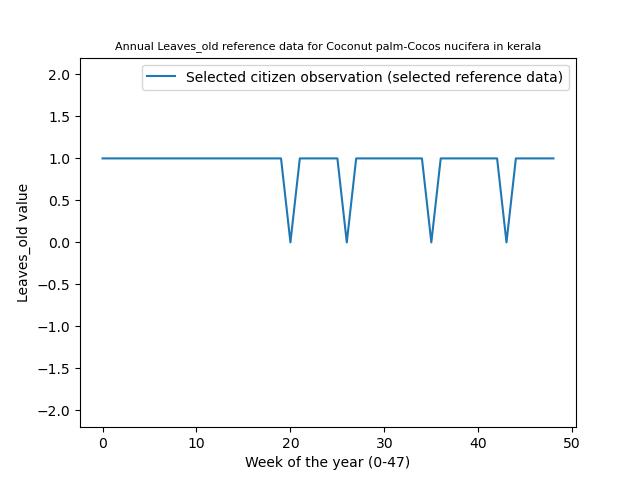 Annual Leaves_old reference data for Coconut palm-Cocos nucifera in kerala
Selected citizen observation (selected reference data)
2.0
1.5
1.0
0.5
0.0
−0.5
−1.0
−1.5
−2.0
Leaves_old value
0 10 20 30 40 50
Week of the year (0-47)